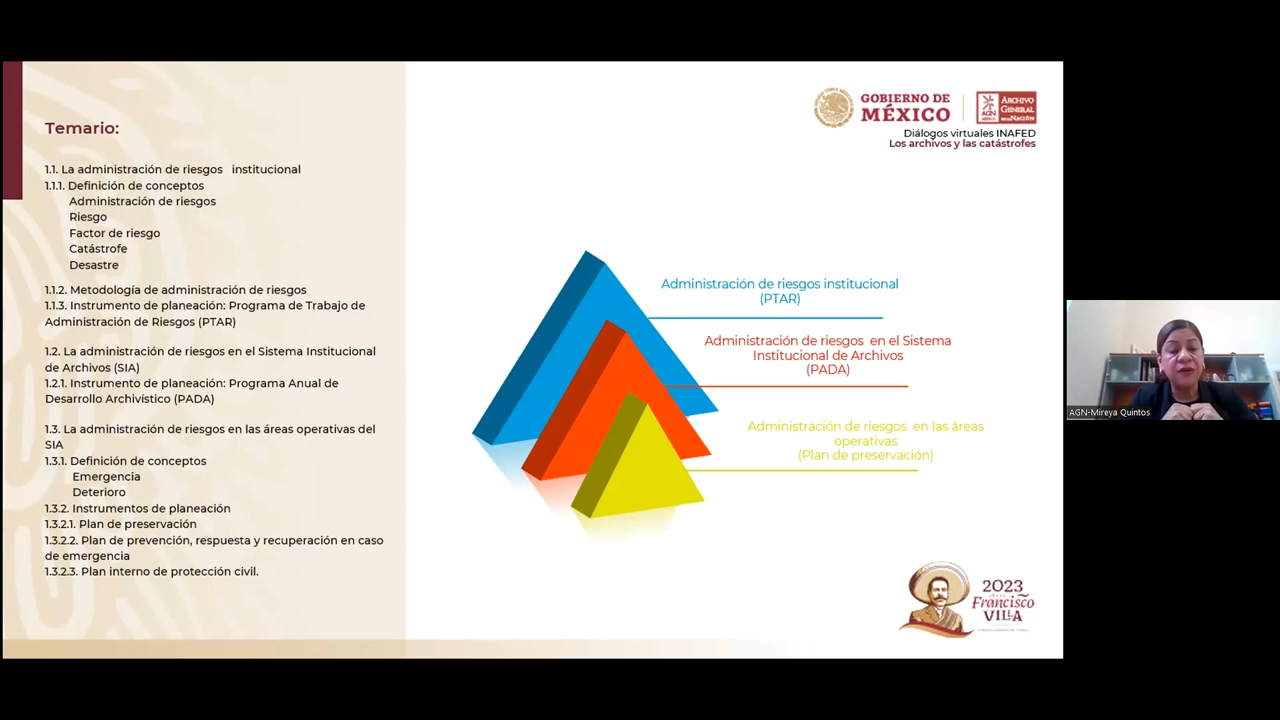 Temario:
1.1. La administración de riesgos institucional
1.1.1. Definición de conceptos
Administración de riesgos
Riesgo
Factor de riesgo
Catástrofe
Desastre
1.1.2. Metodología de administración de riesgos
1.1.3. Instrumento de planeación: Programa de Trabajo de
Administración de Riesgos (PTAR)
1.2. La administración de riesgos en el Sistema Institucional
de Archivos (SIA)
1.2.1. Instrumento de planeación: Programa Anual de
Desarrollo Archivístico (PADA)
1.3. La administración de riesgos en las áreas operativas del
SIA
1.3.1. Definición de conceptos
Emergencia
Deterioro
1.3.2. Instrumentos de planeación
1.3.2.1. Plan de preservación
1.3.2.2. Plan de prevención, respuesta y recuperación en caso
de emergencia
1.3.2.3. Plan interno de protección civil.
GOBIERNO DE
MÉXICO
AGN
MÉXICO
ARCHIVO
GENERAL
DE LA NACIÓN
Diálogos virtuales INAFED
Los archivos y las catástrofes
Administración de riesgos institucional
(PTAR)
Administración de riesgos en el Sistema
Institucional de Archivos
(PADA)
Administración de riesgos en las áreas
operativas
(Plan de preservación)
2023
Francisco
VILLA
AGN-Mireya Quintos